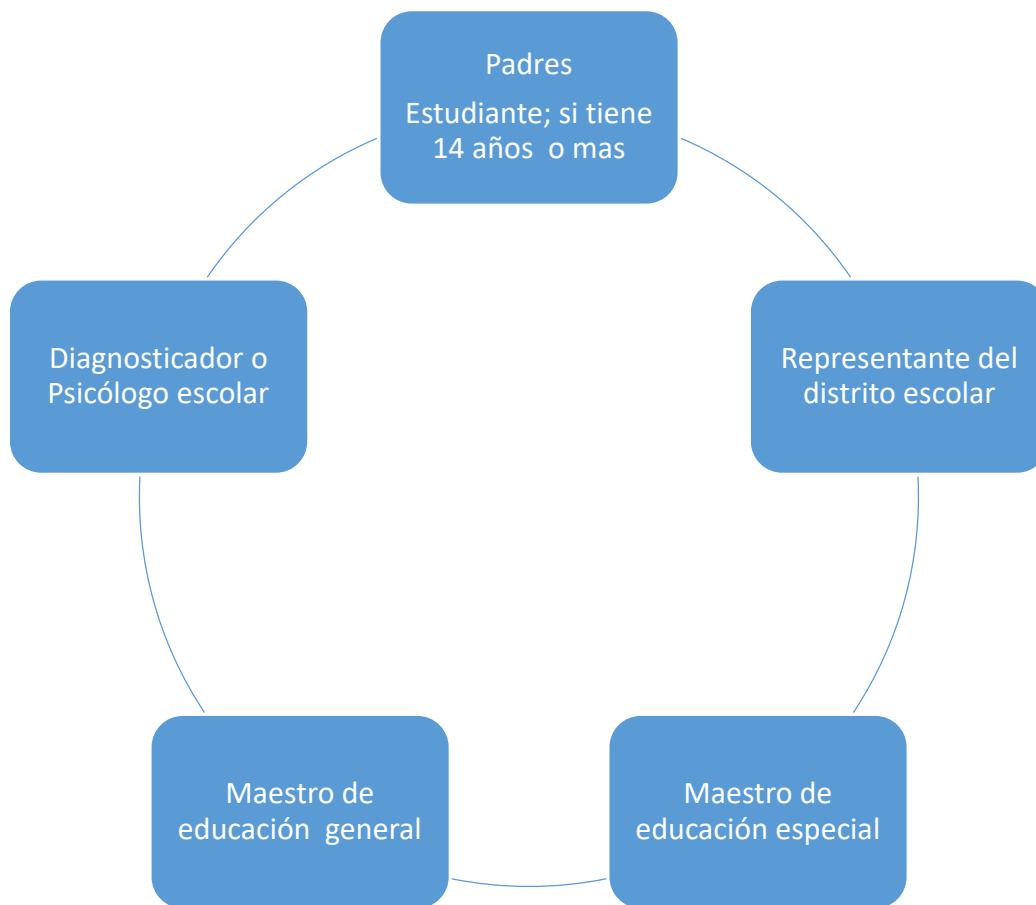 Padres
Estudiante; si tiene
14 años  o mas
Diagnosticador o
Psicólogo escolar
Representante del
distrito escolar
Maestro de
educación  general
Maestro de
educación especial